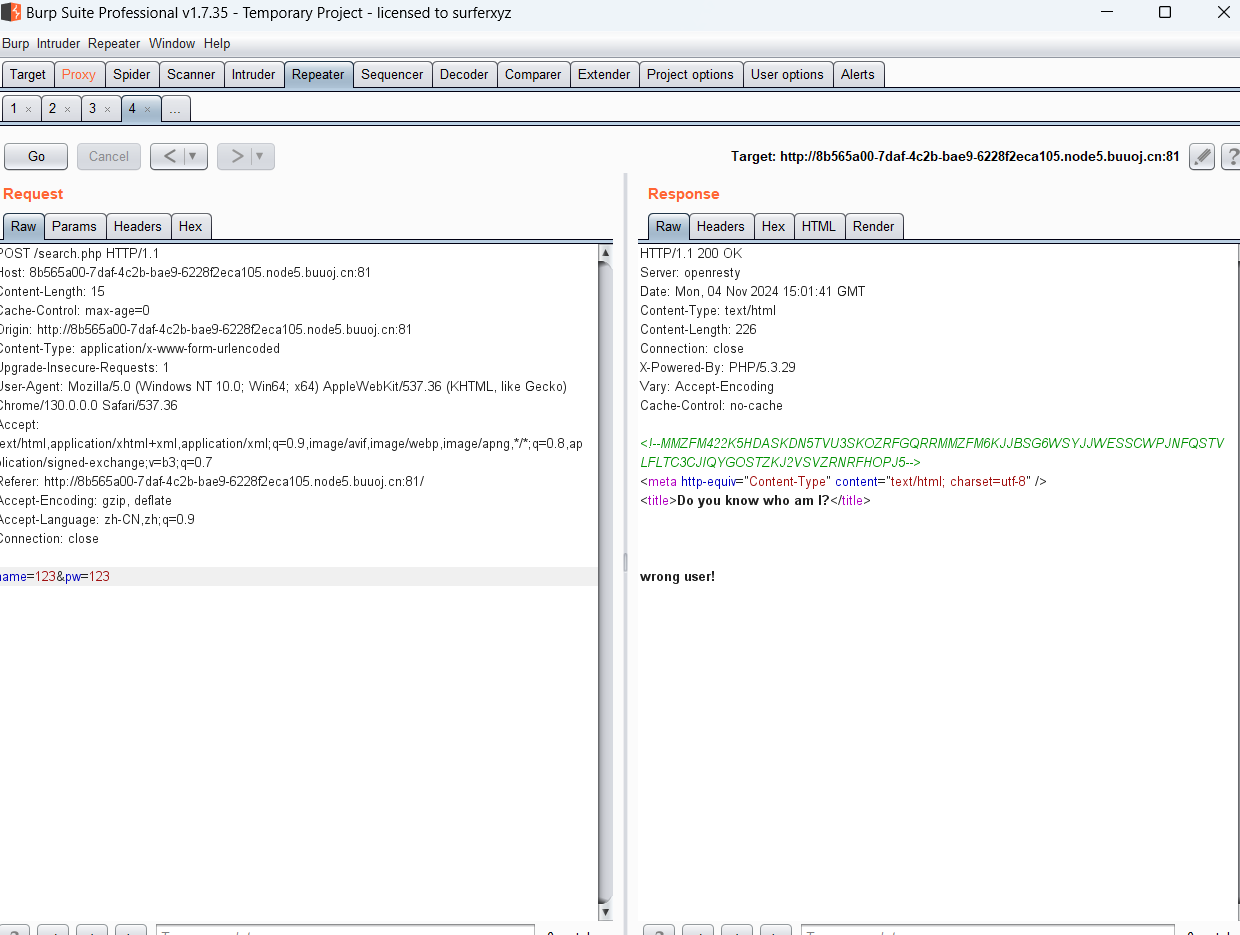 Burp Suite Professional v1.7.35 - Temporary Project - licensed to surferxyz
Burp Intruder Repeater Window Help
Target Proxy Spider Scanner Intruder Repeater Sequencer Decoder Comparer Extender Project options User options Alerts
1 × 2 × 3 × 4 × ...
Go Cancel < ▼ > ▼ Target: http://8b565a00-7daf-4c2b-bae9-6228f2eca105.node5.buuoj.cn:81 ?
Request
Raw Params Headers Hex
POST /search.php HTTP/1.1
Host: 8b565a00-7daf-4c2b-bae9-6228f2eca105.node5.buuoj.cn:81
Content-Length: 15
Cache-Control: max-age=0
Origin: http://8b565a00-7daf-4c2b-bae9-6228f2eca105.node5.buuoj.cn:81
Content-Type: application/x-www-form-urlencoded
Upgrade-Insecure-Requests: 1
User-Agent: Mozilla/5.0 (Windows NT 10.0; Win64; x64) AppleWebKit/537.36 (KHTML, like Gecko)
Chrome/130.0.0.0 Safari/537.36
Accept:
text/html,application/xhtml+xml,application/xml;q=0.9,image/avif,image/webp,image/apng,*/*;q=0.8,ap
plication/signed-exchange;v=b3;q=0.7
Referer: http://8b565a00-7daf-4c2b-bae9-6228f2eca105.node5.buuoj.cn:81/
Accept-Encoding: gzip, deflate
Accept-Language: zh-CN,zh;q=0.9
Connection: close
name=123&pw=123
Response
Raw Headers Hex HTML Render
HTTP/1.1 200 OK
Server: openresty
Date: Mon, 04 Nov 2024 15:01:41 GMT
Content-Type: text/html
Content-Length: 226
Connection: close
X-Powered-By: PHP/5.3.29
Vary: Accept-Encoding
Cache-Control: no-cache
<!--MMZFM422K5HDASKDN5TVU3SKOZRFGQRRMMZFM6KJJBSG6WSYJJWESSCWPJNFQSTV
LFLTC3CJIQYGOSTZKJ2VSVZRNRFHOPJ5-->
<meta http-equiv="Content-Type" content="text/html; charset=utf-8" />
<title>Do you know who am I?</title>
wrong user!